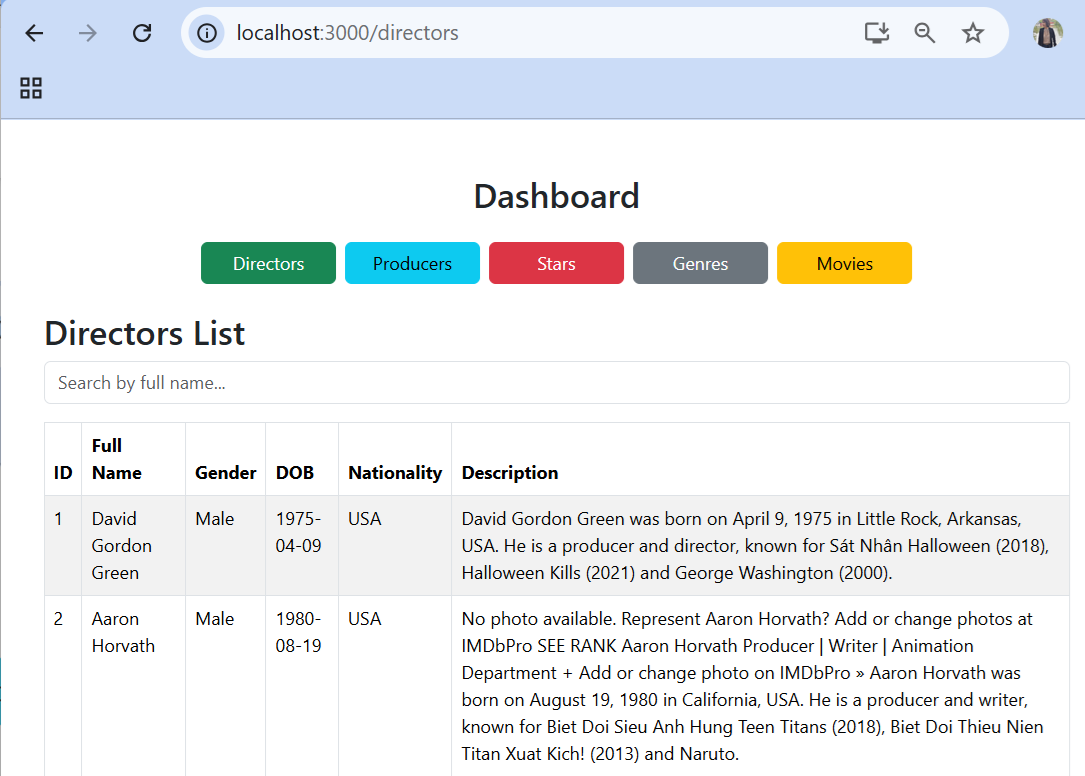 localhost:3000/directors
Dashboard
Directors Producers Stars Genres Movies
Directors List
Search by full name...
ID Full Name Gender DOB Nationality Description
1 David Gordon Green Male 1975-04-09 USA David Gordon Green was born on April 9, 1975 in Little Rock, Arkansas,
USA. He is a producer and director, known for Sát Nhân Halloween (2018),
Halloween Kills (2021) and George Washington (2000).
2 Aaron Horvath Male 1980-08-19 USA No photo available. Represent Aaron Horvath? Add or change photos at
IMDbPro SEE RANK Aaron Horvath Producer | Writer | Animation
Department + Add or change photo on IMDbPro » Aaron Horvath was
born on August 19, 1980 in California, USA. He is a producer and writer,
known for Biet Doi Sieu Anh Hung Teen Titans (2018), Biet Doi Thieu Nien
Titan Xuat Kich! (2013) and Naruto.